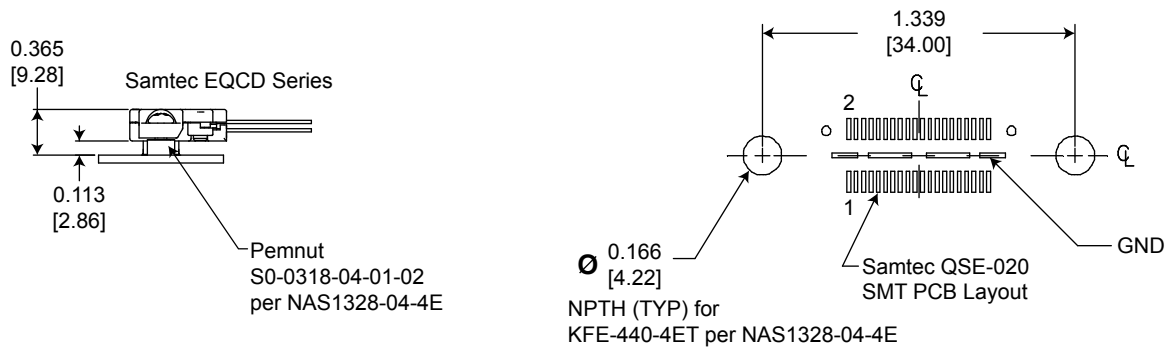 0.365
[9.28]
Samtec EQCD Series
0.113
[2.86]
Pemnut
S0-0318-04-01-02
per NAS1328-04-4E
1.339
[34.00]
℄
2
℄
1
GND
Ø 0.166
[4.22]
Samtec QSE-020
SMT PCB Layout
NPTH (TYP) for
KFE-440-4ET per NAS1328-04-4E